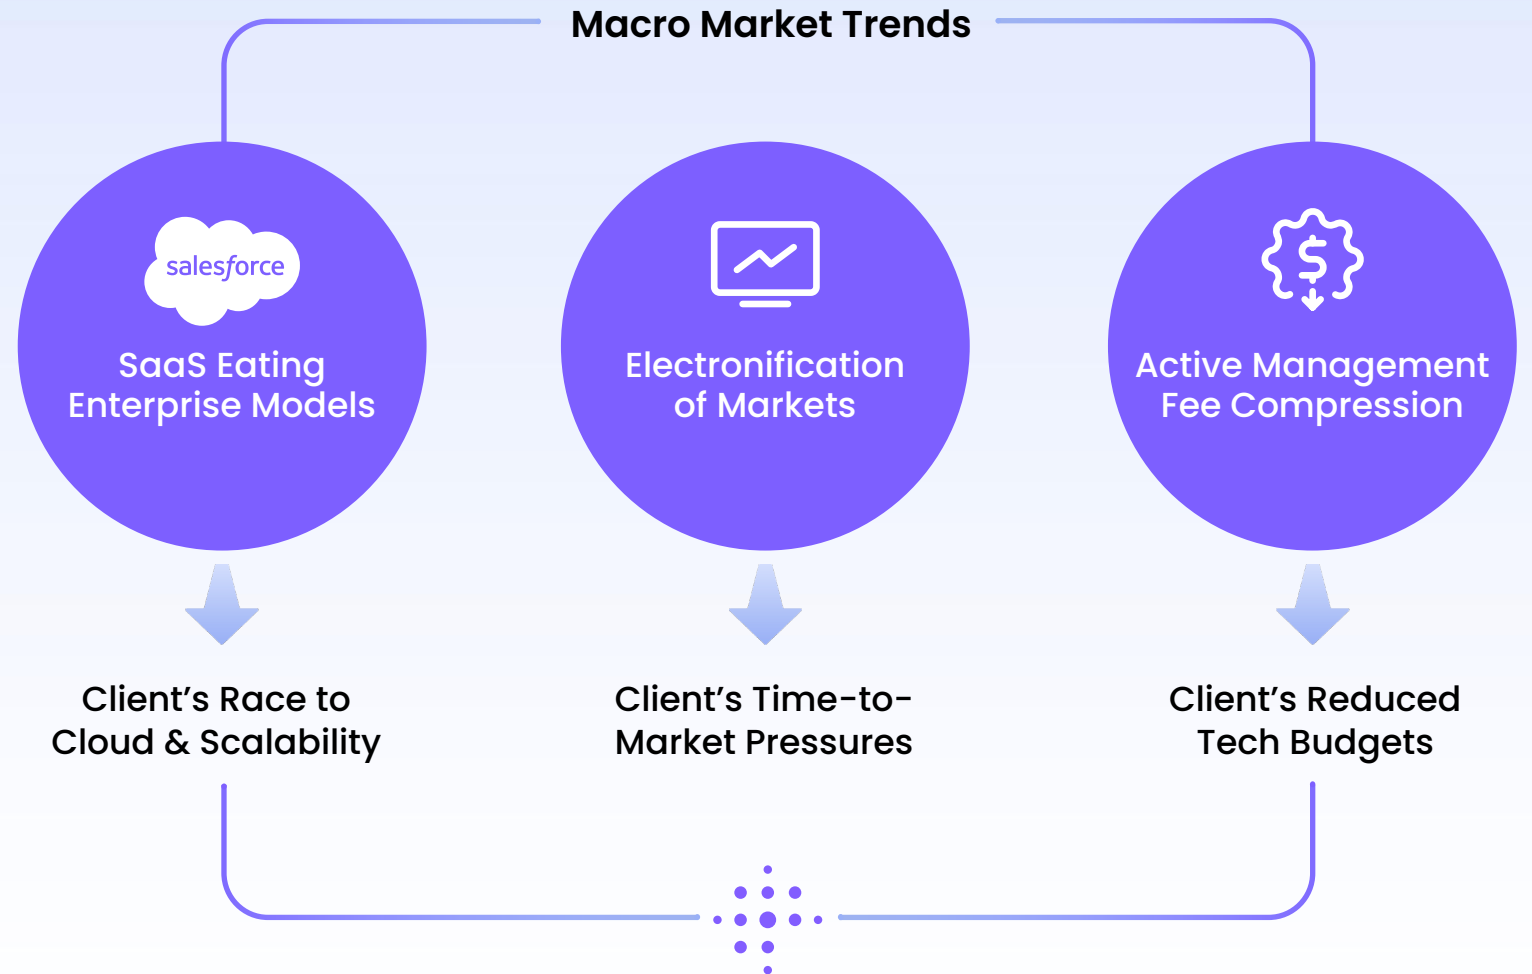 Macro Market Trends
salesforce
SaaS Eating
Enterprise Models
Electronification
of Markets
$
Active Management
Fee Compression
Client’s Race to
Cloud & Scalability
Client’s Time-to-
Market Pressures
Client’s Reduced
Tech Budgets